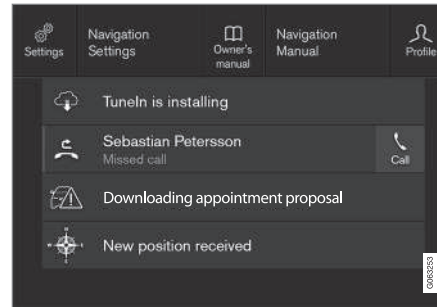 Settings
Navigation
Settings
Owner's
manual
Navigation
Manual
Profile
TuneIn is installing
Sebastian Petersson
Missed call
Call
Downloading appointment proposal
New position received
G063253